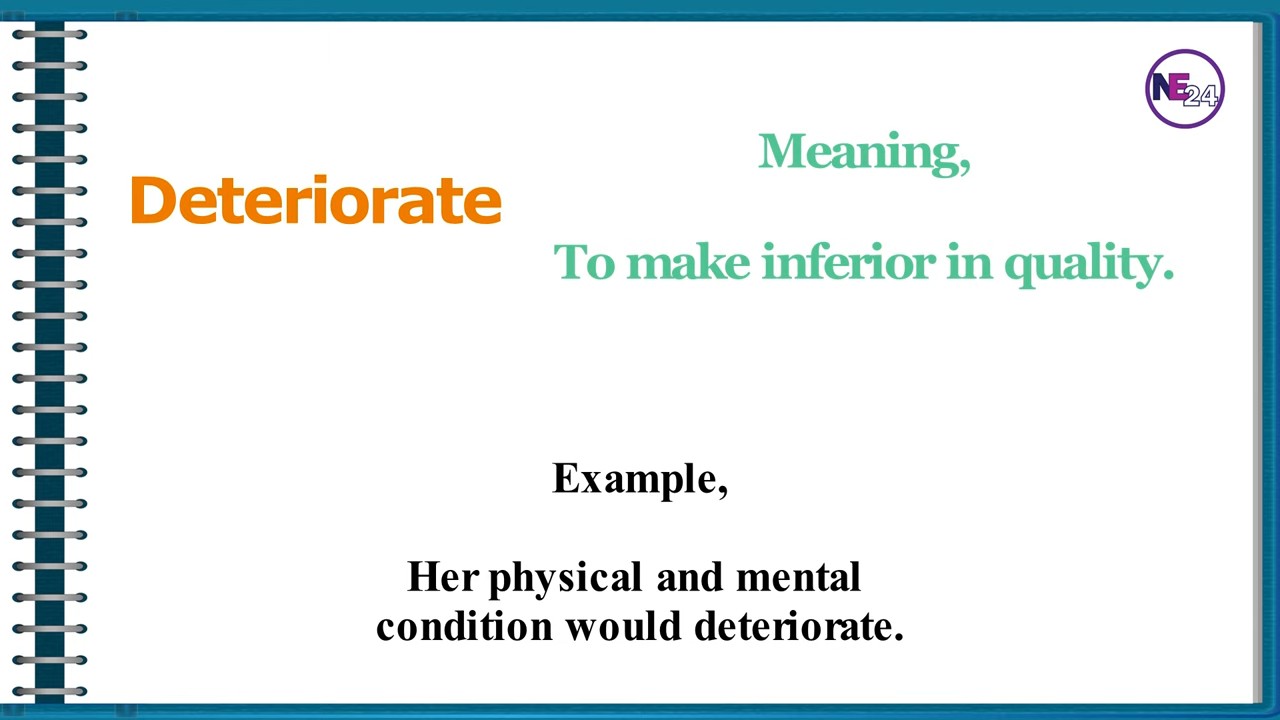 NE24
Meaning,
Deteriorate
To make inferior in quality.
Example,
Her physical and mental
condition would deteriorate.